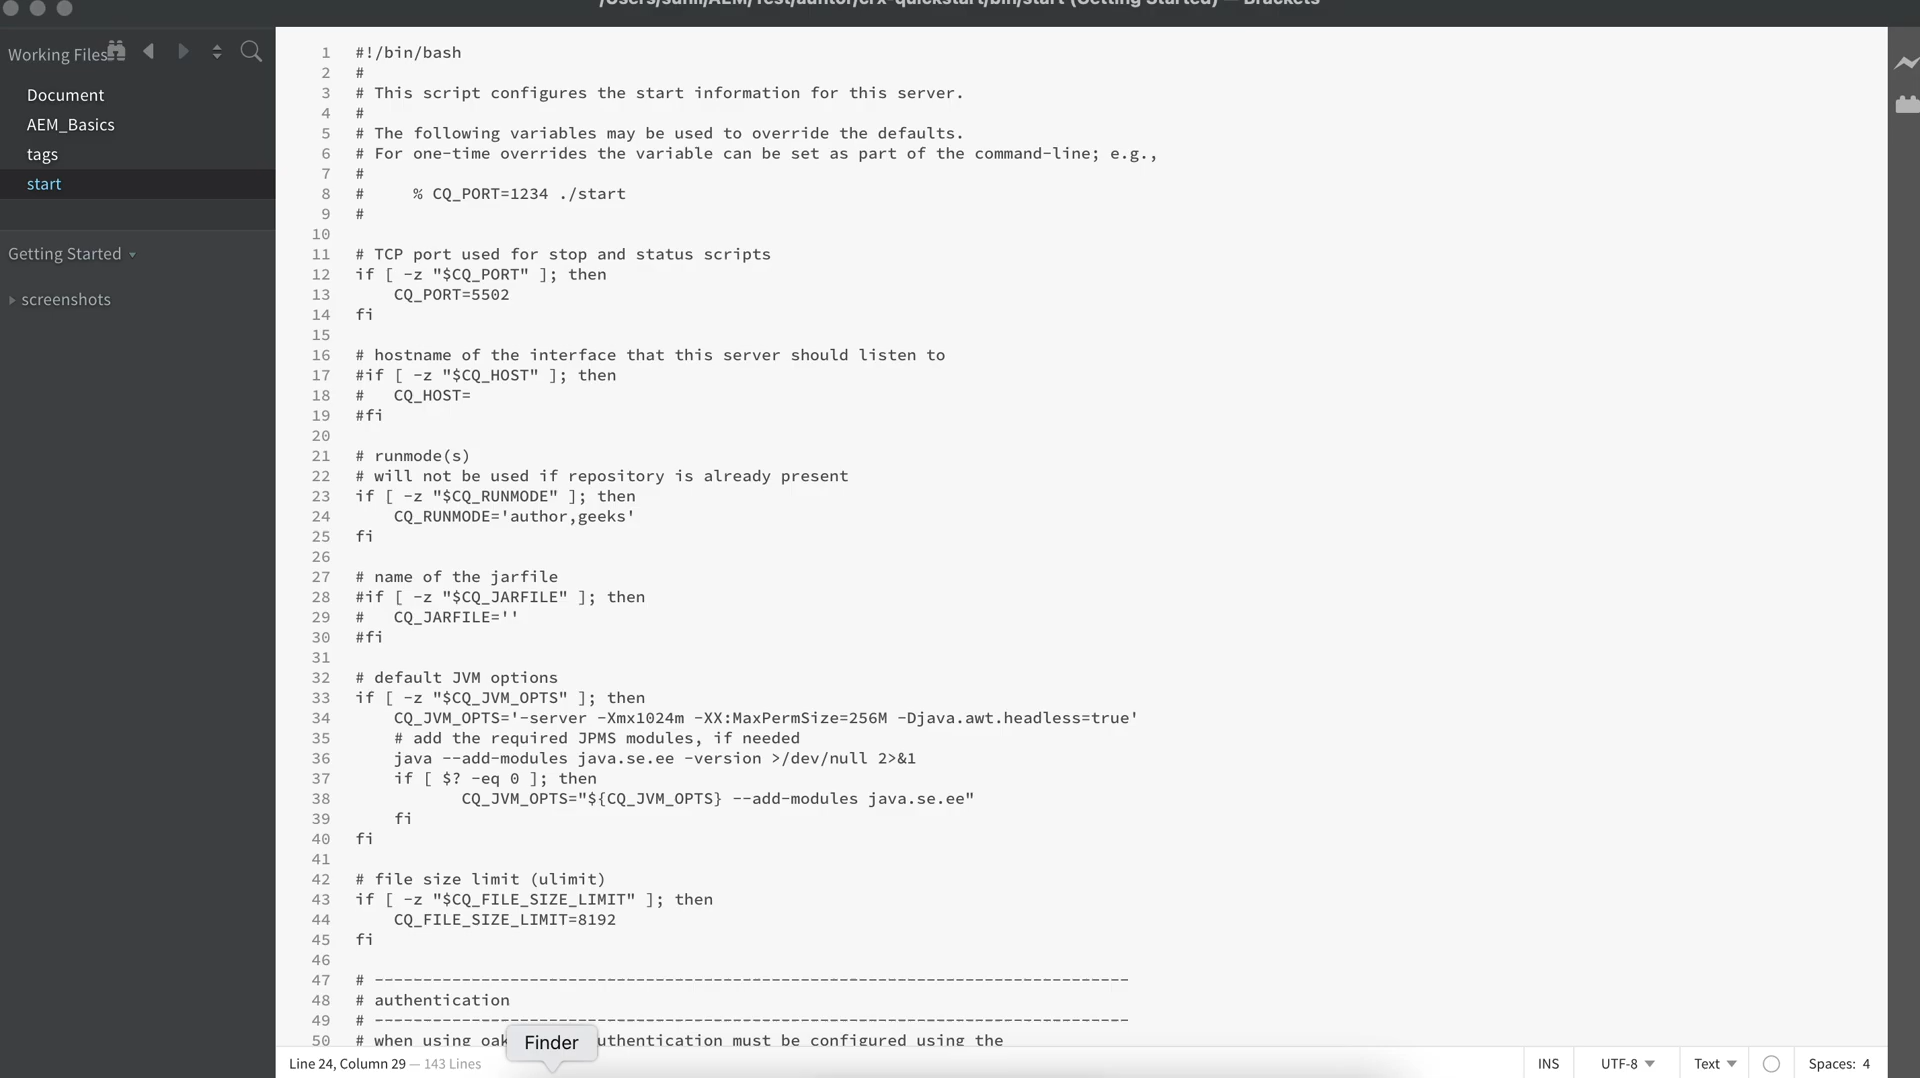 /Users/sunil/AEM/Test/author/crx-quickstart/bin/start (Getting Started) — Brackets
Working Files
Document
AEM_Basics
tags
start
Getting Started
screenshots
1 #!/bin/bash
2 #
3 # This script configures the start information for this server.
4 #
5 # The following variables may be used to override the defaults.
6 # For one-time overrides the variable can be set as part of the command-line; e.g.,
7 #
8 #     % CQ_PORT=1234 ./start
9 #
10
11 # TCP port used for stop and status scripts
12 if [ -z "$CQ_PORT" ]; then
13     CQ_PORT=5502
14 fi
15
16 # hostname of the interface that this server should listen to
17 #if [ -z "$CQ_HOST" ]; then
18 #   CQ_HOST=
19 #fi
20
21 # runmode(s)
22 # will not be used if repository is already present
23 if [ -z "$CQ_RUNMODE" ]; then
24     CQ_RUNMODE='author,geeks'
25 fi
26
27 # name of the jarfile
28 #if [ -z "$CQ_JARFILE" ]; then
29 #   CQ_JARFILE=''
30 #fi
31
32 # default JVM options
33 if [ -z "$CQ_JVM_OPTS" ]; then
34     CQ_JVM_OPTS='-server -Xmx1024m -XX:MaxPermSize=256M -Djava.awt.headless=true'
35     # add the required JPMS modules, if needed
36     java --add-modules java.se.ee -version >/dev/null 2>&1
37     if [ $? -eq 0 ]; then
38            CQ_JVM_OPTS="${CQ_JVM_OPTS} --add-modules java.se.ee"
39     fi
40 fi
41
42 # file size limit (ulimit)
43 if [ -z "$CQ_FILE_SIZE_LIMIT" ]; then
44     CQ_FILE_SIZE_LIMIT=8192
45 fi
46
47 # ------------------------------------------------------------------------------
48 # authentication
49 # ------------------------------------------------------------------------------
50 # when using oak uthentication must be configured using the
Finder
Line 24, Column 29 — 143 Lines
INS
UTF-8
Text
Spaces: 4